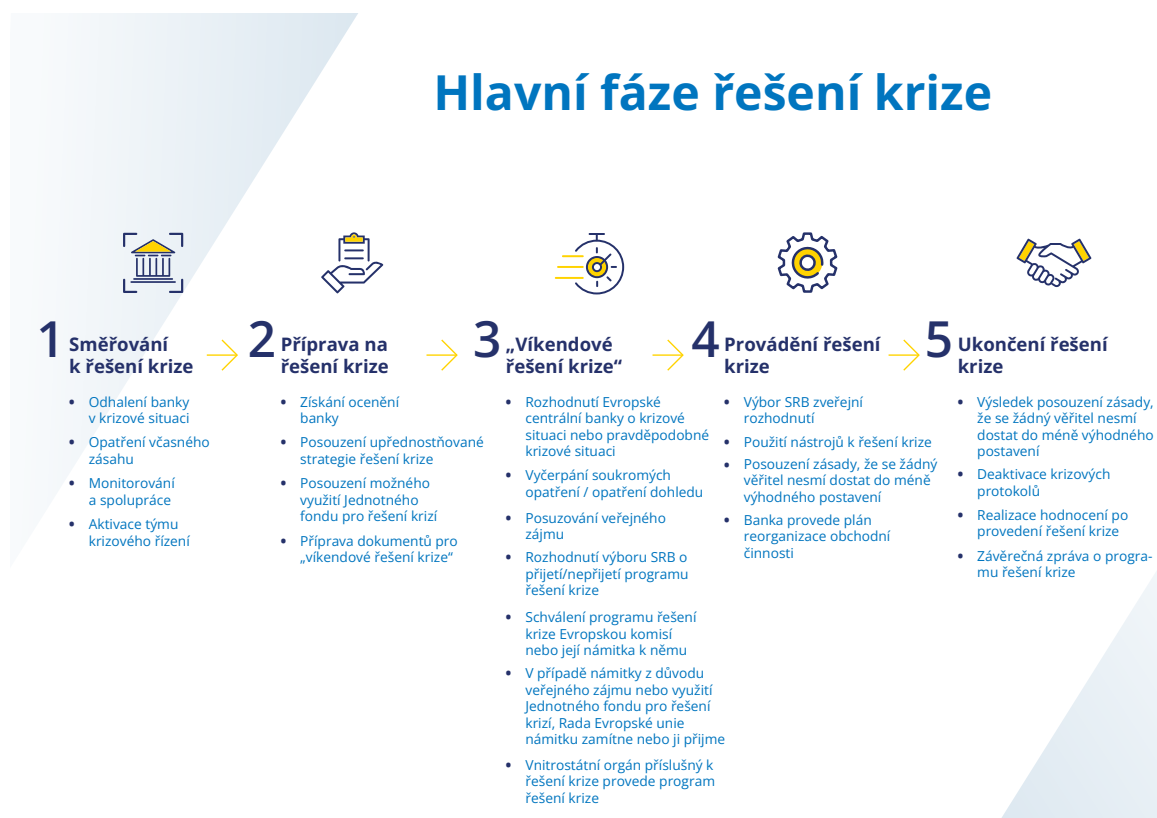 Hlavní fáze řešení krize
1 Směřování
k řešení krize
• Odhalení banky
v krizové situaci
• Opatření včasného
zásahu
• Monitorování
a spolupráce
• Aktivace týmu
krizového řízení
2 Příprava na
řešení krize
• Získání ocenění
banky
• Posouzení upřednostňované
strategie řešení krize
• Posouzení možného
využití Jednotného
fondu pro řešení krizí
• Příprava dokumentů pro
„víkendové řešení krize“
3 „Víkendové
řešení krize“
• Rozhodnutí Evropské
centrální banky o krizové
situaci nebo pravděpodobné
krizové situaci
• Vyčerpání soukromých
opatření / opatření dohledu
• Posuzování veřejného
zájmu
• Rozhodnutí výboru SRB o
přijetí/nepřijetí programu
řešení krize
• Schválení programu řešení
krize Evropskou komisí
nebo její námitka k němu
• V případě námitky z důvodu
veřejného zájmu nebo využití
Jednotného fondu pro řešení
krizí, Rada Evropské unie
námitku zamítne nebo ji přijme
• Vnitrostátní orgán příslušný k
řešení krize provede program
řešení krize
4 Provádění řešení
krize
• Výbor SRB zveřejní
rozhodnutí
• Použití nástrojů k řešení krize
• Posouzení zásady, že se žádný
věřitel nesmí dostat do méně
výhodného postavení
• Banka provede plán
reorganizace obchodní
činnosti
5 Ukončení řešení
krize
• Výsledek posouzení zásady,
že se žádný věřitel nesmí
dostat do méně výhodného
postavení
• Deaktivace krizových
protokolů
• Realizace hodnocení po
provedení řešení krize
• Závěrečná zpráva o progra-
mu řešení krize